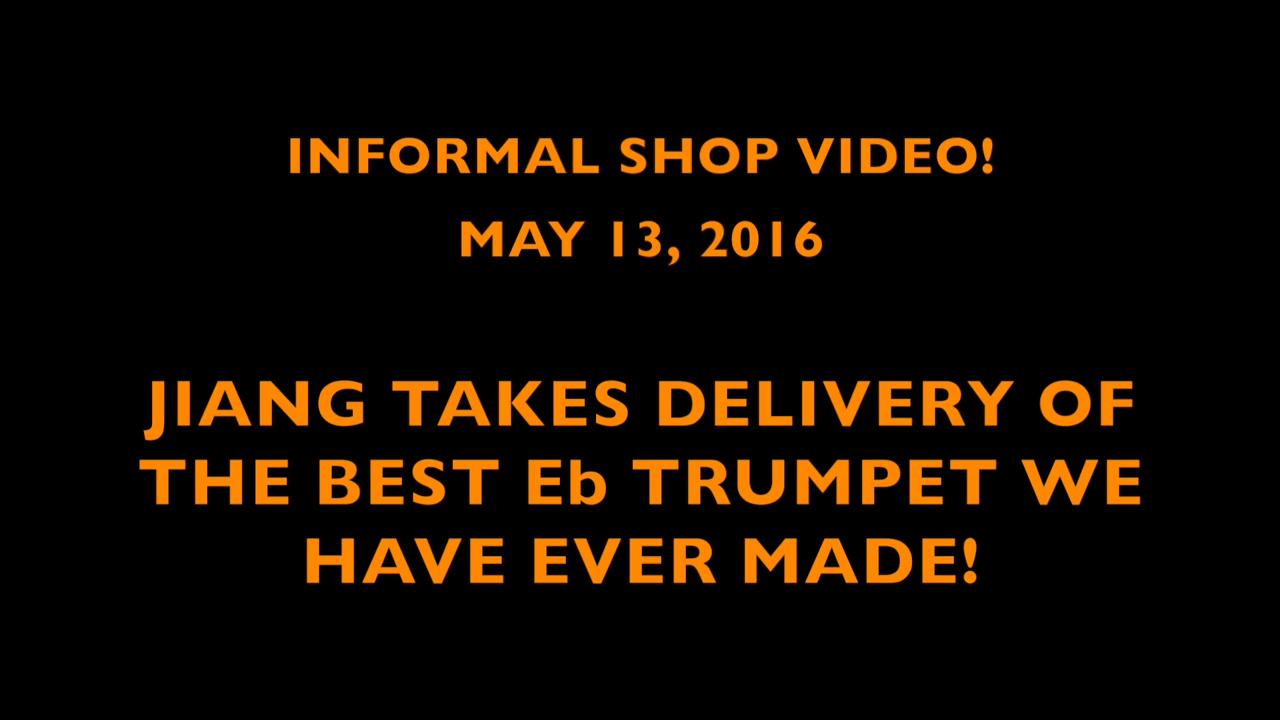 INFORMAL SHOP VIDEO!
MAY 13, 2016
JIANG TAKES DELIVERY OF
THE BEST Eb TRUMPET WE
HAVE EVER MADE!